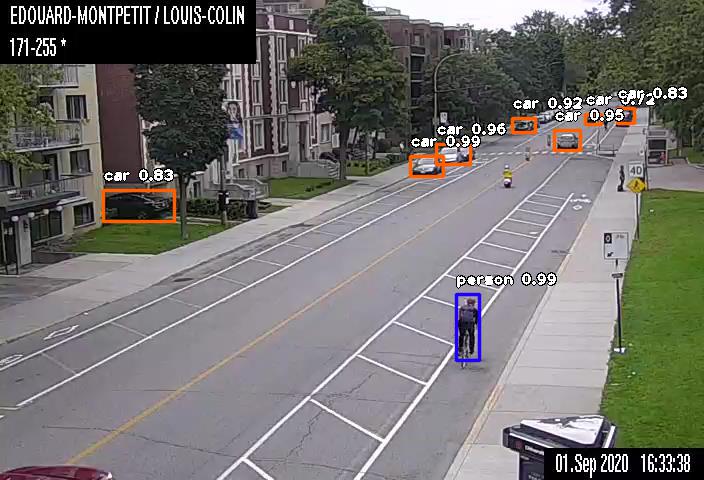 EDOUARD-MONTPETIT / LOUIS-COLIN
171-255 *
car 0.92
car 0.72
car 0.83
car 0.95
car 0.96
car 0.99
car 0.83
40
person 0.99
01.Sep 2020 16:33:38